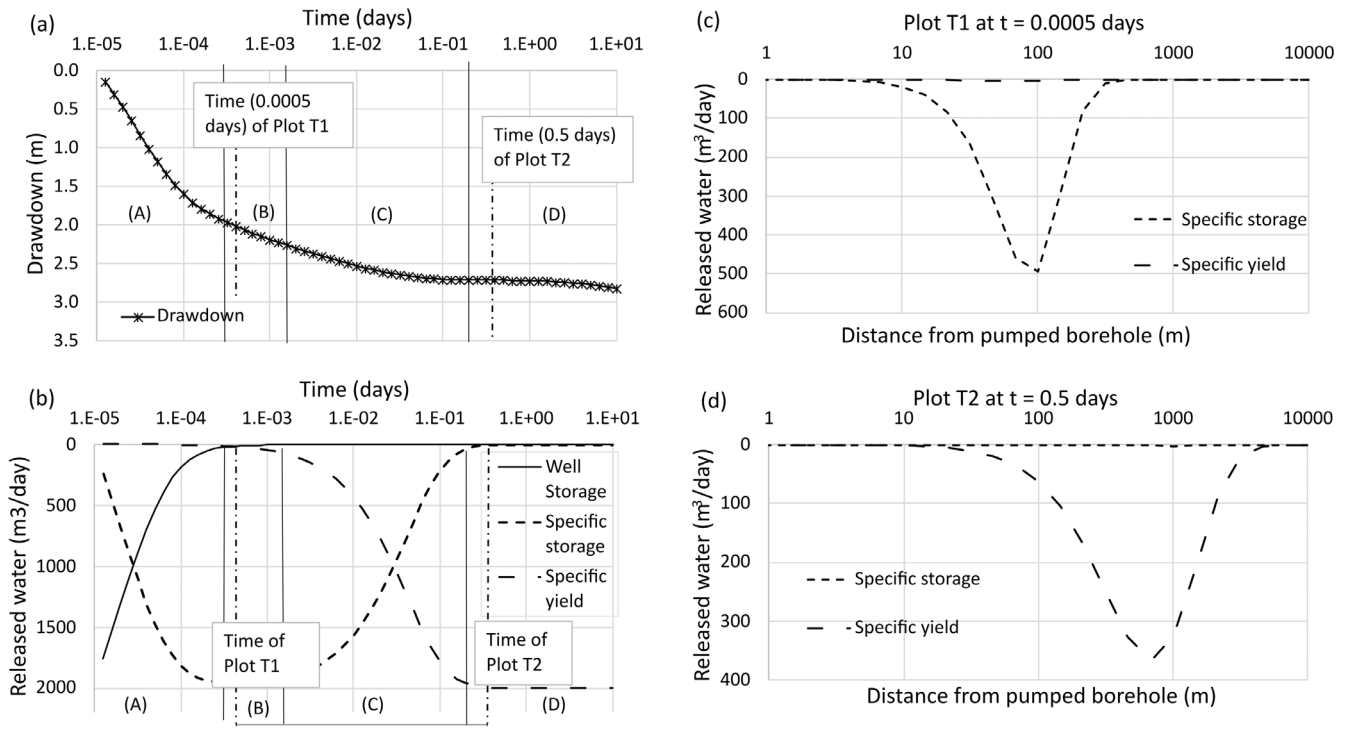 (a)
Time (days)
1.E-05 1.E-04 1.E-03 1.E-02 1.E-01 1.E+00 1.E+01
Drawdown (m)
0.0
0.5
1.0
1.5
2.0
2.5
3.0
3.5
Time (0.0005
days) of Plot T1
Time (0.5 days)
of Plot T2
(A) (B) (C) (D)
Drawdown
(c)
Plot T1 at t = 0.0005 days
1 10 100 1000 10000
Released water (m³/day)
0
100
200
300
400
500
600
Specific storage
Specific yield
Distance from pumped borehole (m)
(b)
Time (days)
1.E-05 1.E-04 1.E-03 1.E-02 1.E-01 1.E+00 1.E+01
Released water (m3/day)
0
500
1000
1500
2000
Well
Storage
Specific
storage
Specific
yield
Time of
Plot T1
Time of
Plot T2
(A) (B) (C) (D)
(d)
Plot T2 at t = 0.5 days
1 10 100 1000 10000
Released water (m³/day)
0
100
200
300
400
Specific storage
Specific yield
Distance from pumped borehole (m)